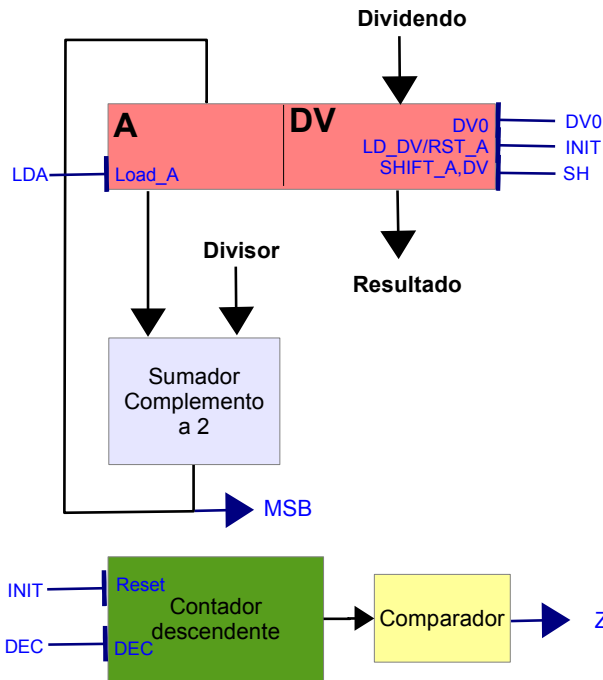 Dividendo
A
DV
DV0
DV0
LD_DV/RST_A
INIT
LDA
Load_A
SHIFT_A,DV
SH
Divisor
Resultado
Sumador
Complemento
a 2
MSB
INIT
Reset
Contador
descendente
Comparador
Z
DEC
DEC